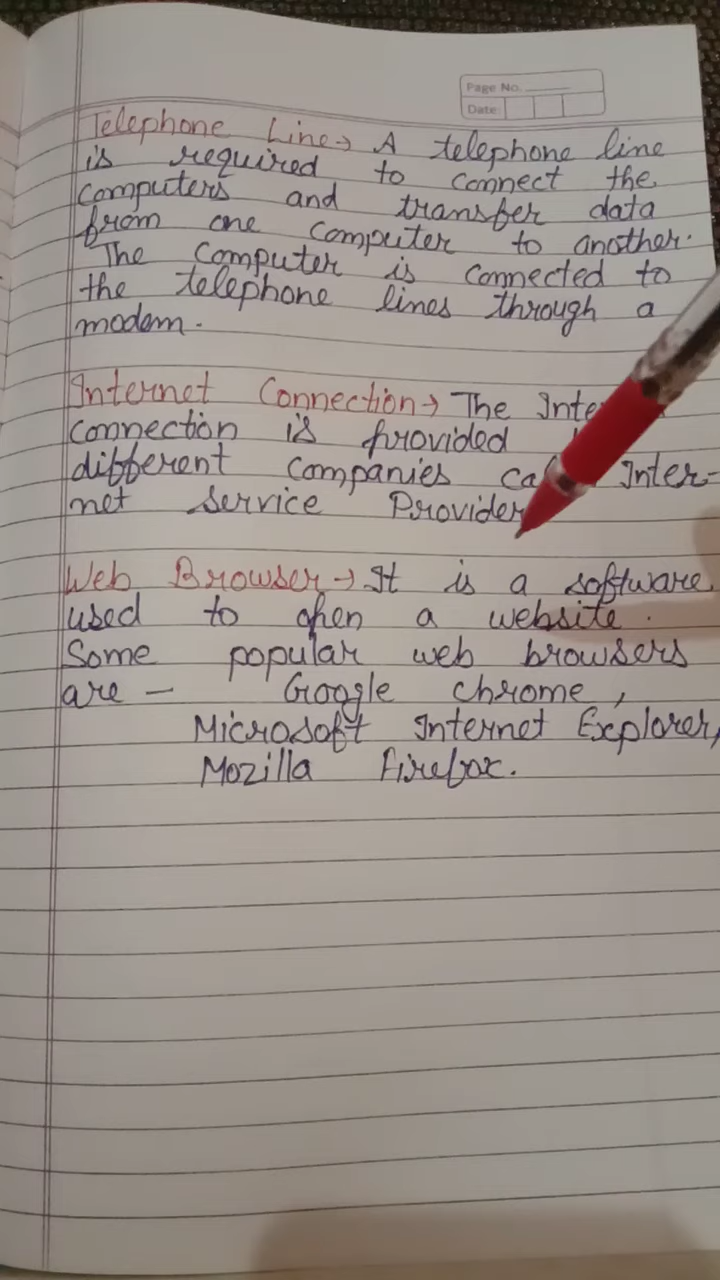 Page No.
Date:
Telephone Line → A telephone line
is required to connect the
computers and transfer data
from one computer to another.
The computer is connected to
the telephone lines through a
modem.
Internet Connection → The
connection is provided
different companies Inter-
net service Provider
Web Browser → It is a software
used to open a website.
Some popular web browsers
are - Google chrome,
Microsoft Internet Explorer,
Mozilla Firefox.